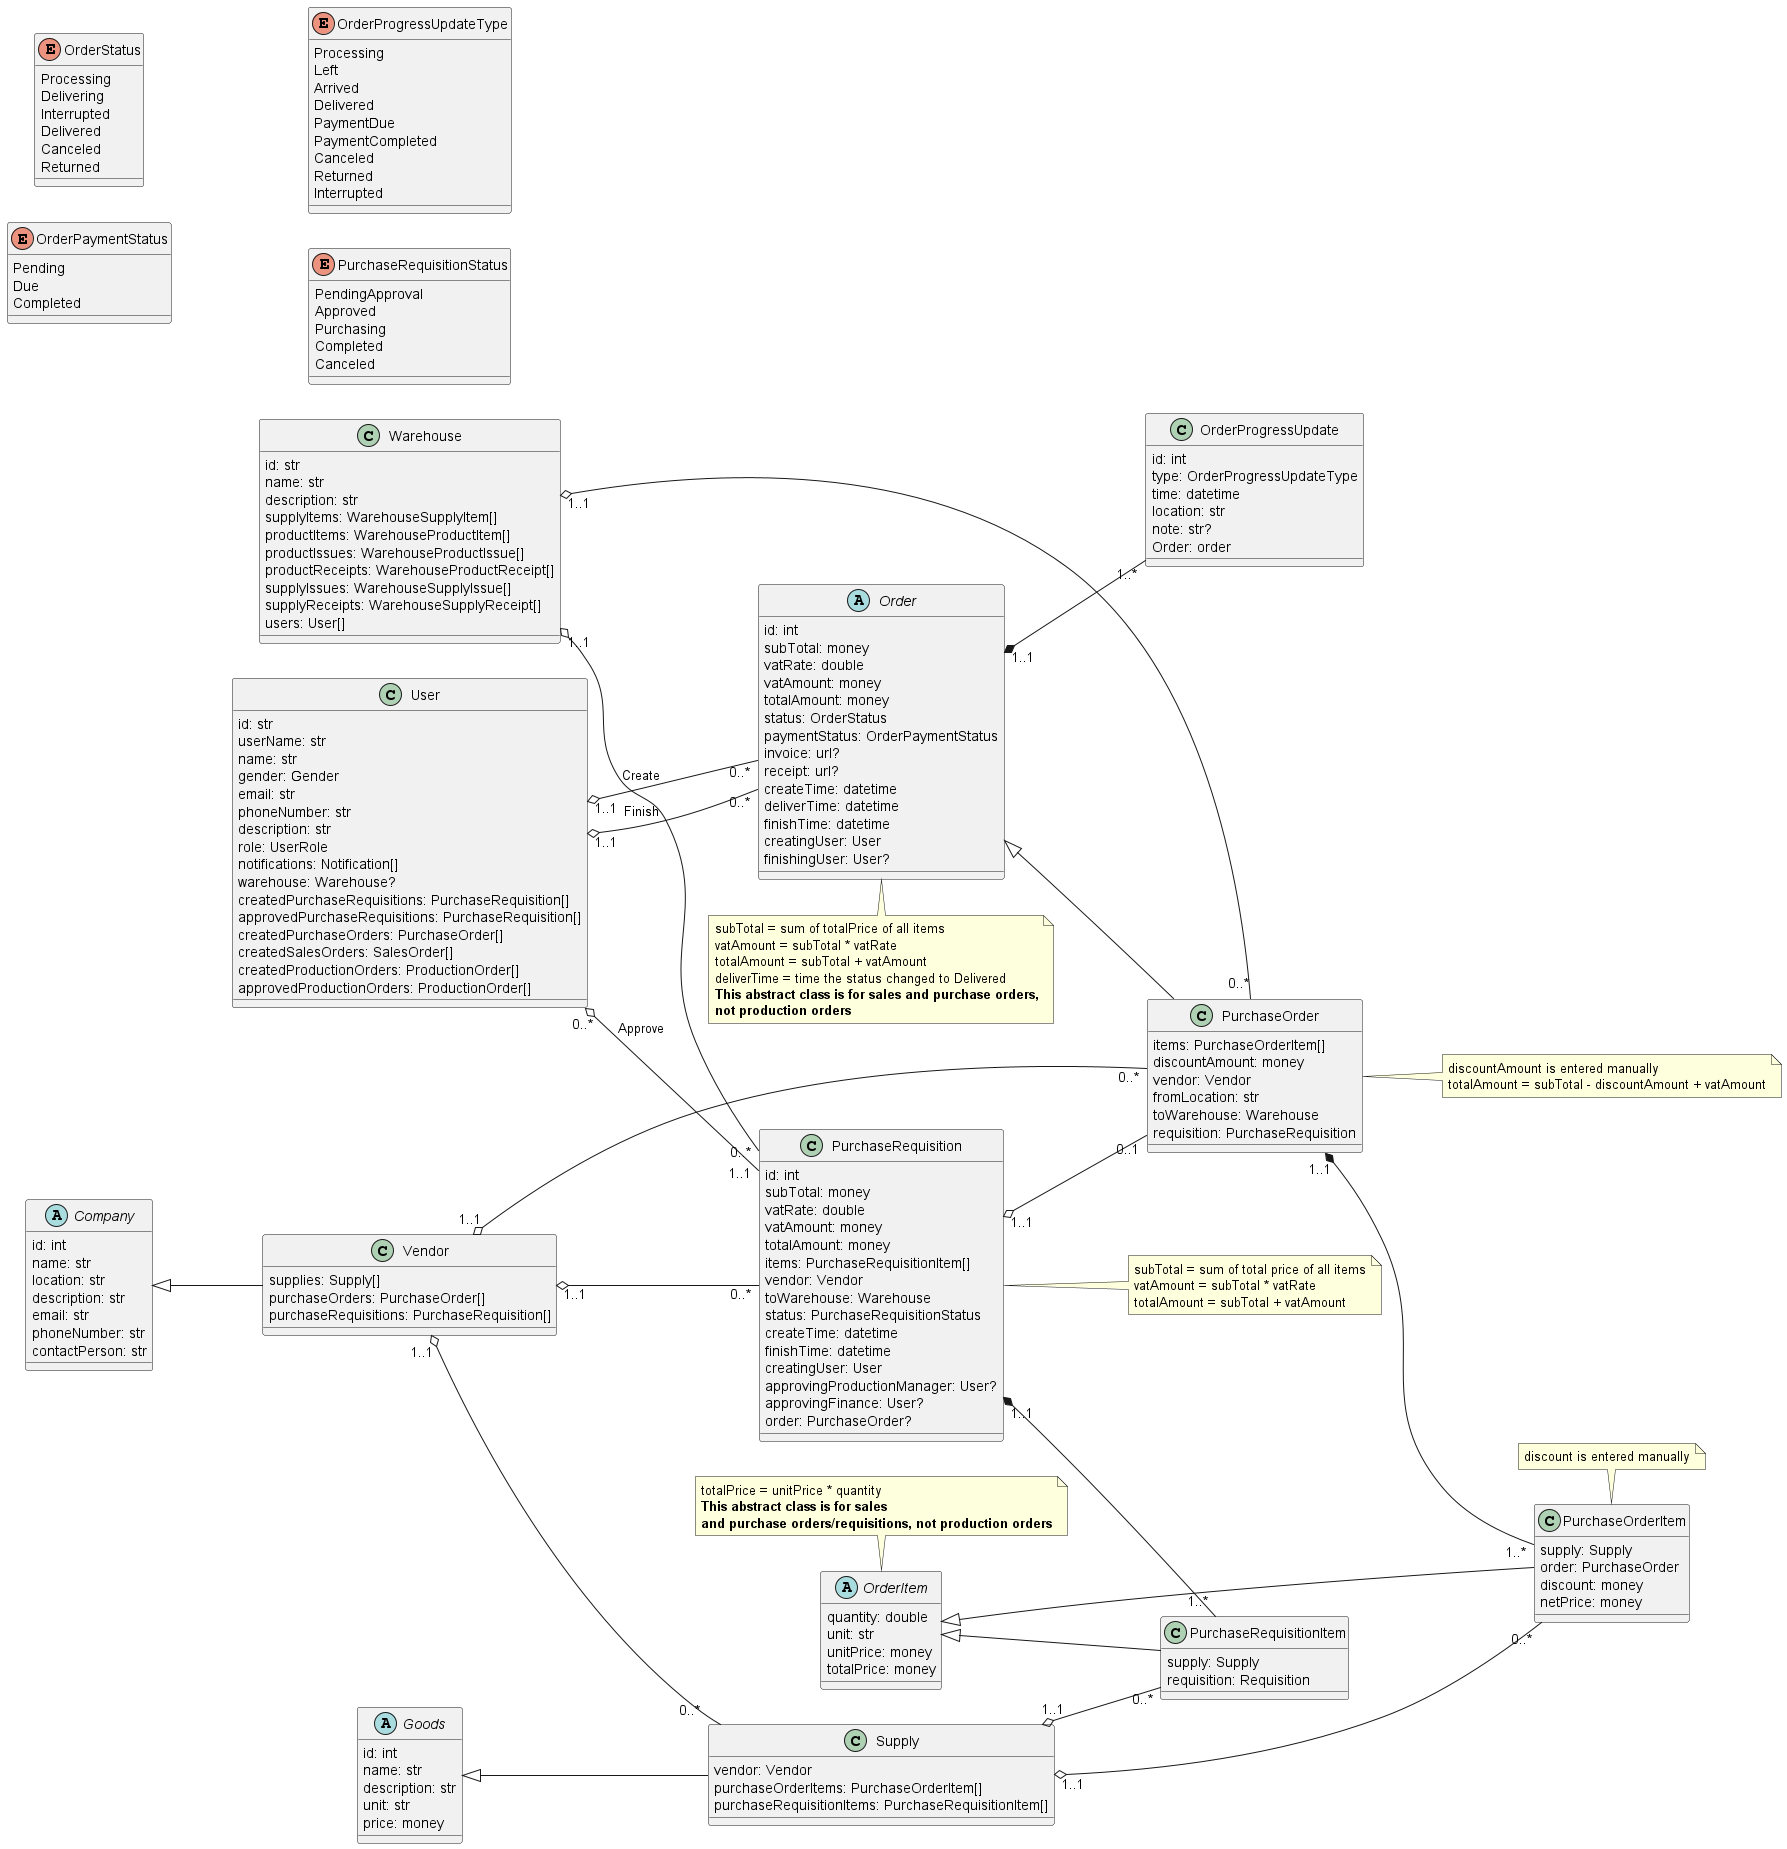 E OrderStatus
Processing
Delivering
Interrupted
Delivered
Canceled
Returned
E OrderProgressUpdateType
Processing
Left
Arrived
Delivered
PaymentDue
PaymentCompleted
Canceled
Returned
Interrupted
E OrderPaymentStatus
Pending
Due
Completed
E PurchaseRequisitionStatus
PendingApproval
Approved
Purchasing
Completed
Canceled
C Warehouse
id: str
name: str
description: str
supplyItems: WarehouseSupplyItem[]
productItems: WarehouseProductItem[]
productIssues: WarehouseProductIssue[]
productReceipts: WarehouseProductReceipt[]
supplyIssues: WarehouseSupplyIssue[]
supplyReceipts: WarehouseSupplyReceipt[]
users: User[]
1..1
1..1
C OrderProgressUpdate
id: int
type: OrderProgressUpdateType
time: datetime
location: str
note: str?
Order: order
1..*
A Order
id: int
subTotal: money
vatRate: double
vatAmount: money
totalAmount: money
status: OrderStatus
paymentStatus: OrderPaymentStatus
invoice: url?
receipt: url?
createTime: datetime
deliverTime: datetime
finishTime: datetime
creatingUser: User
finishingUser: User?
1..1
C User
id: str
userName: str
name: str
gender: Gender
email: str
phoneNumber: str
description: str
role: UserRole
notifications: Notification[]
warehouse: Warehouse?
createdPurchaseRequisitions: PurchaseRequisition[]
approvedPurchaseRequisitions: PurchaseRequisition[]
createdPurchaseOrders: PurchaseOrder[]
createdSalesOrders: SalesOrder[]
createdProductionOrders: ProductionOrder[]
approvedProductionOrders: ProductionOrder[]
Create
0..*
1..1
Finish
0..*
1..1
0..*
Approve
subTotal = sum of totalPrice of all items
vatAmount = subTotal * vatRate
totalAmount = subTotal + vatAmount
deliverTime = time the status changed to Delivered
This abstract class is for sales and purchase orders,
not production orders
0..*
C PurchaseOrder
items: PurchaseOrderItem[]
discountAmount: money
vendor: Vendor
fromLocation: str
toWarehouse: Warehouse
requisition: PurchaseRequisition
0..*
0..1
1..1
discountAmount is entered manually
totalAmount = subTotal - discountAmount + vatAmount
0..*
1..1
C PurchaseRequisition
id: int
subTotal: money
vatRate: double
vatAmount: money
totalAmount: money
items: PurchaseRequisitionItem[]
vendor: Vendor
toWarehouse: Warehouse
status: PurchaseRequisitionStatus
createTime: datetime
finishTime: datetime
creatingUser: User
approvingProductionManager: User?
approvingFinance: User?
order: PurchaseOrder?
1..1
1..1
subTotal = sum of total price of all items
vatAmount = subTotal * vatRate
totalAmount = subTotal + vatAmount
A Company
id: int
name: str
location: str
description: str
email: str
phoneNumber: str
contactPerson: str
1..1
C Vendor
supplies: Supply[]
purchaseOrders: PurchaseOrder[]
purchaseRequisitions: PurchaseRequisition[]
1..1
0..*
1..1
totalPrice = unitPrice * quantity
This abstract class is for sales
and purchase orders/requisitions, not production orders
discount is entered manually
C PurchaseOrderItem
supply: Supply
order: PurchaseOrder
discount: money
netPrice: money
1..*
0..*
A OrderItem
quantity: double
unit: str
unitPrice: money
totalPrice: money
1..*
C PurchaseRequisitionItem
supply: Supply
requisition: Requisition
0..*
1..1
A Goods
id: int
name: str
description: str
unit: str
price: money
0..*
C Supply
vendor: Vendor
purchaseOrderItems: PurchaseOrderItem[]
purchaseRequisitionItems: PurchaseRequisitionItem[]
1..1